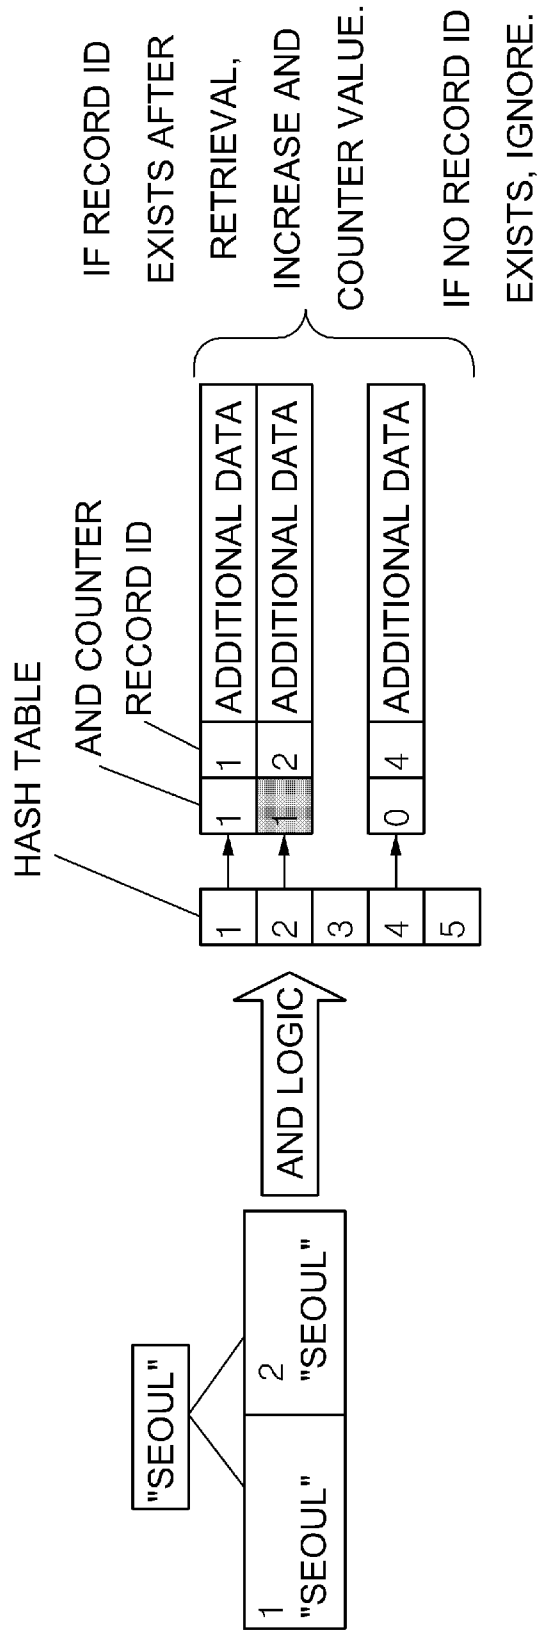 "SEOUL"
1
"SEOUL"
2
"SEOUL"
AND LOGIC
HASH TABLE
1
2
3
4
5
AND COUNTER
RECORD ID
1 1 ADDITIONAL DATA
1 2 ADDITIONAL DATA
0 4 ADDITIONAL DATA
IF RECORD ID
EXISTS AFTER
RETRIEVAL,
INCREASE AND
COUNTER VALUE.
IF NO RECORD ID
EXISTS, IGNORE.